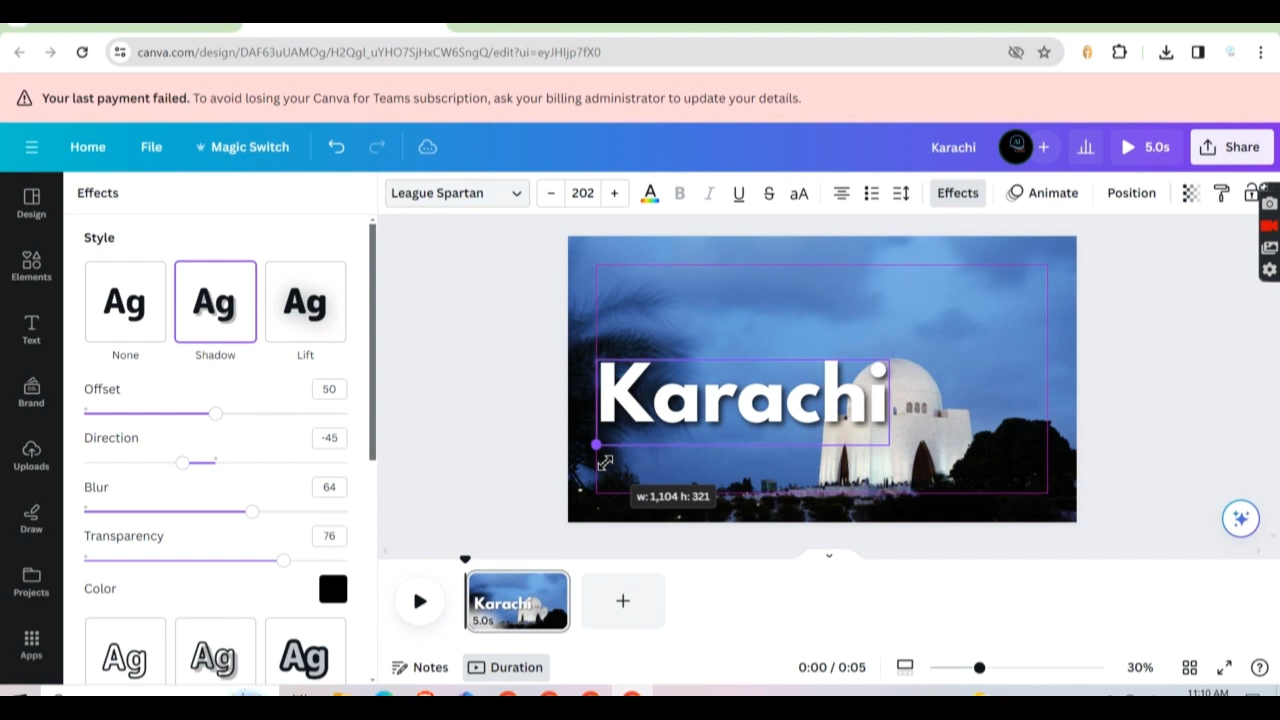 canva.com/design/DAF63uUAMOg/H2QgI_uYHO7SjHxCW6SngQ/edit?ui=eyJHIjp7fX0
Your last payment failed. To avoid losing your Canva for Teams subscription, ask your billing administrator to update your details.
Home File Magic Switch Karachi 5.0s Share
Effects
League Spartan 202 A B I U S aA Effects Animate Position
Design
Elements
Text
Brand
Uploads
Draw
Projects
Apps
Style
Ag Ag Ag
None Shadow Lift
Offset 50
Direction -45
Blur 64
Transparency 76
Color
Ag Ag Ag
Karachi
w: 1,104 h: 321
Karachi
5.0s
Notes Duration 0:00 / 0:05 30%
11:10 AM